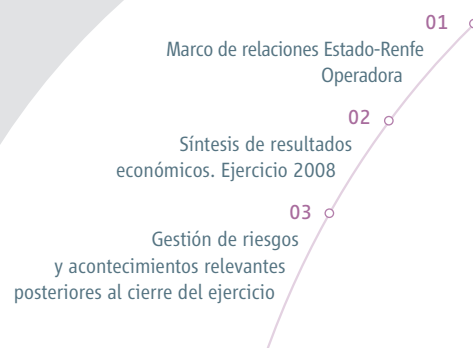 01
Marco de relaciones Estado-Renfe
Operadora
02
Síntesis de resultados
económicos. Ejercicio 2008
03
Gestión de riesgos
y acontecimientos relevantes
posteriores al cierre del ejercicio